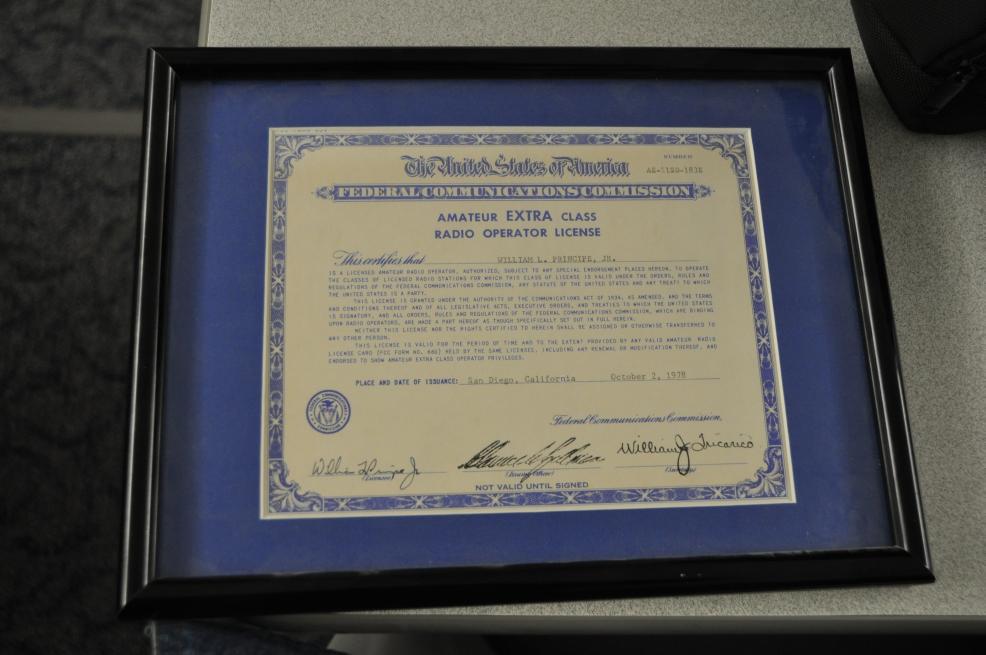 The United States of America
NUMBER
FEDERAL COMMUNICATIONS COMMISSION
AMATEUR EXTRA CLASS
RADIO OPERATOR LICENSE
This certifies that WILLIAM L. PRINCIPE, JR.
IS A LICENSED AMATEUR RADIO OPERATOR, AUTHORIZED, SUBJECT TO ANY SPECIAL ENDORSEMENT PLACED HEREON, TO OPERATE
THE CLASSES OF LICENSED RADIO STATIONS FOR WHICH THIS CLASS OF LICENSE IS VALID UNDER THE ORDERS, RULES AND
REGULATIONS OF THE FEDERAL COMMUNICATIONS COMMISSION, ANY STATUTE OF THE UNITED STATES AND ANY TREATY TO WHICH
THE UNITED STATES IS A PARTY.
THIS LICENSE IS GRANTED UNDER THE AUTHORITY OF THE COMMUNICATIONS ACT OF 1934, AS AMENDED, AND THE TERMS
AND CONDITIONS THEREOF AND OF ALL LEGISLATIVE ACTS, EXECUTIVE ORDERS, AND TREATIES TO WHICH THE UNITED STATES
IS SIGNATORY, AND ALL ORDERS, RULES AND REGULATIONS OF THE FEDERAL COMMUNICATIONS COMMISSION, WHICH ARE BINDING
UPON RADIO OPERATORS, ARE MADE A PART HEREOF AS THOUGH SPECIFICALLY SET OUT IN FULL HEREIN.
NEITHER THIS LICENSE NOR THE RIGHTS CERTIFIED TO HEREIN SHALL BE ASSIGNED OR OTHERWISE TRANSFERRED TO
ANY OTHER PERSON.
THIS LICENSE IS VALID FOR THE PERIOD OF TIME AND TO THE EXTENT PROVIDED BY ANY VALID AMATEUR RADIO
LICENSE CARD (FCC FORM NO. 660) HELD BY THE SAME LICENSEE, INCLUDING ANY RENEWAL OR MODIFICATION THEREOF, AND
ENDORSED TO SHOW AMATEUR EXTRA CLASS OPERATOR PRIVILEGES.
PLACE AND DATE OF ISSUANCE: San Diego, California October 2, 1978
Federal Communications Commission,
William L Principe Jr William J. Tricarico
(Licensee) (Issuing Officer) (Secretary)
NOT VALID UNTIL SIGNED